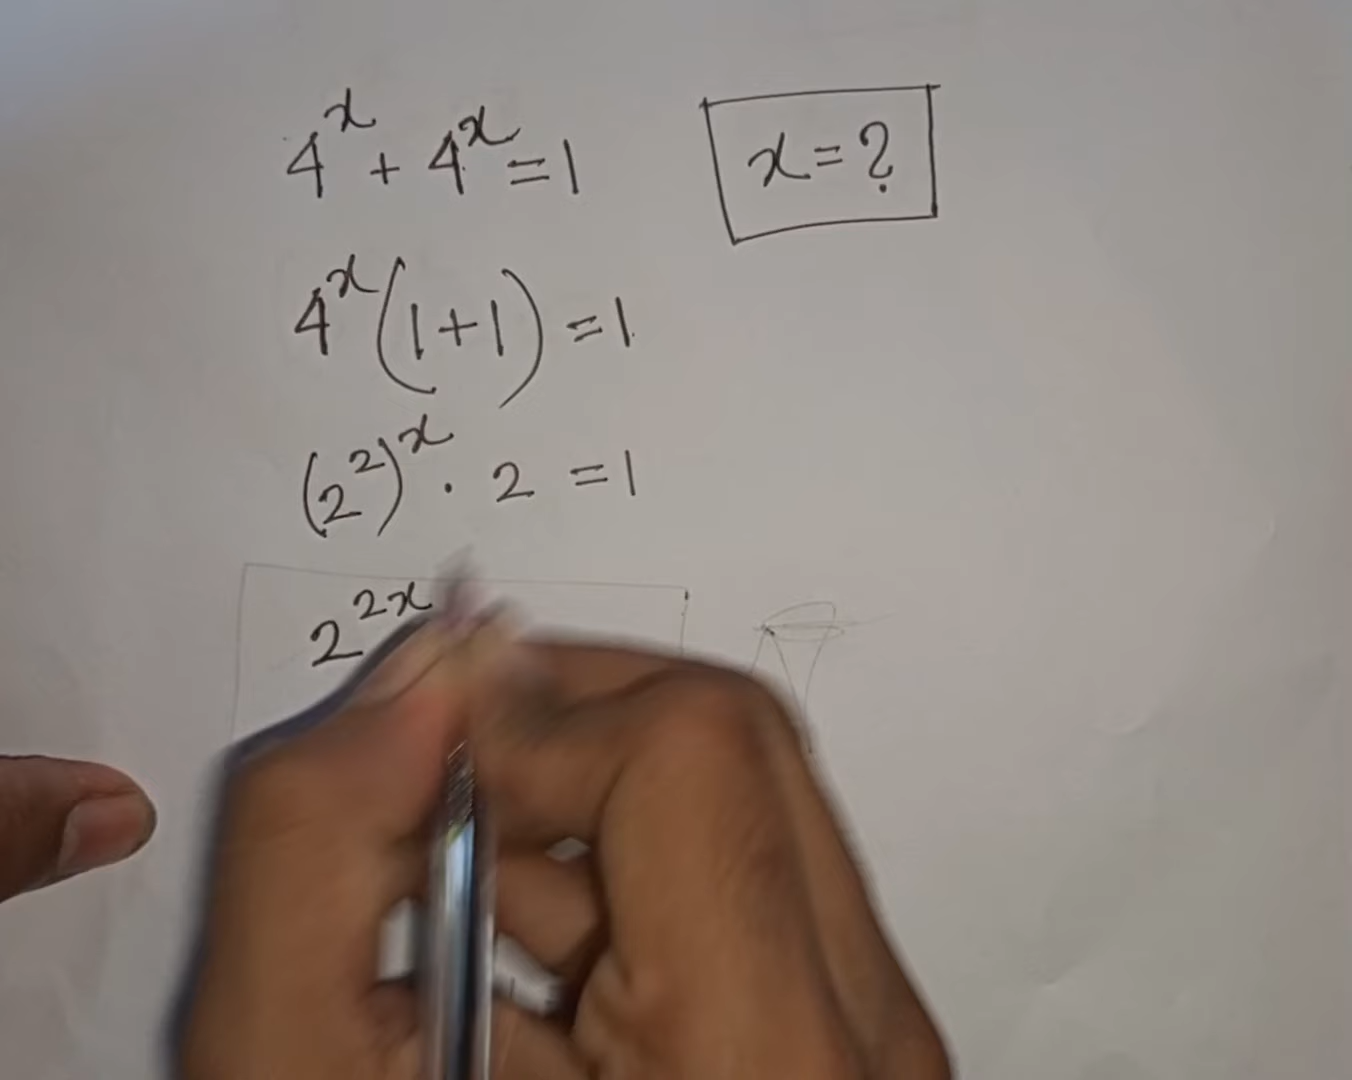 4^x + 4^x = 1
x = ?
4^x (1+1) = 1
(2^2)^x · 2 = 1
2^2x